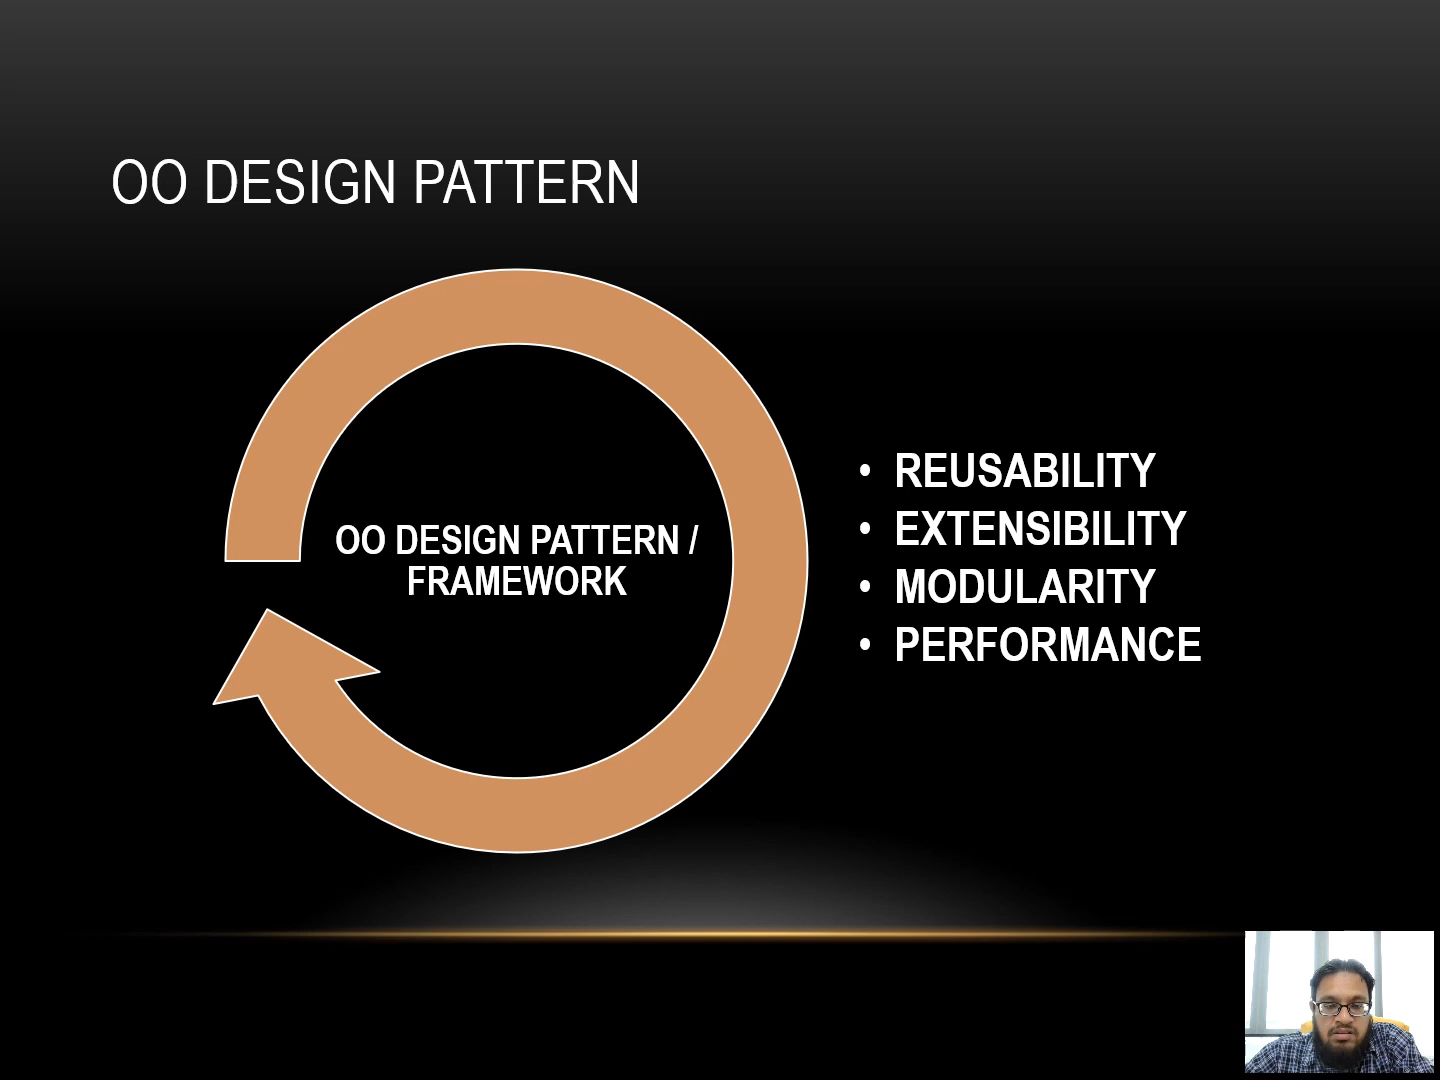 OO DESIGN PATTERN
OO DESIGN PATTERN /
FRAMEWORK
• REUSABILITY
• EXTENSIBILITY
• MODULARITY
• PERFORMANCE